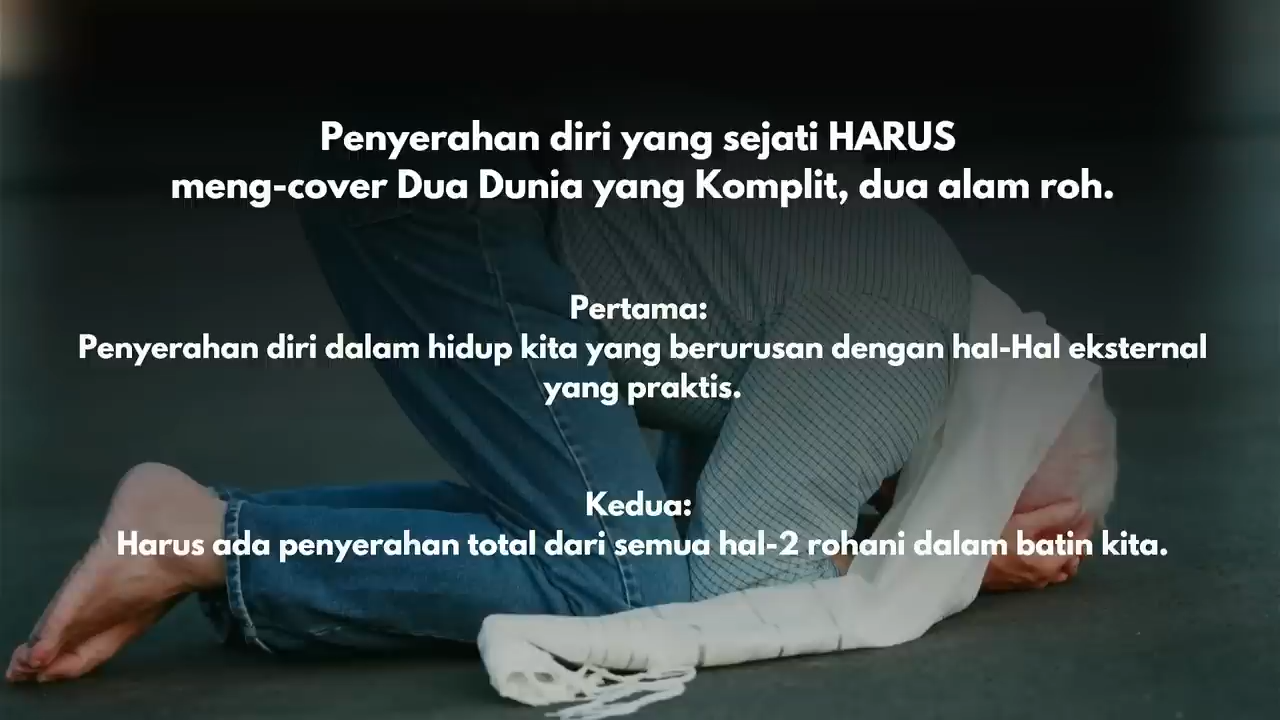 Penyerahan diri yang sejati HARUS
meng-cover Dua Dunia yang Komplit, dua alam roh.
Pertama:
Penyerahan diri dalam hidup kita yang berurusan dengan hal-Hal eksternal
yang praktis.
Kedua:
Harus ada penyerahan total dari semua hal-2 rohani dalam batin kita.